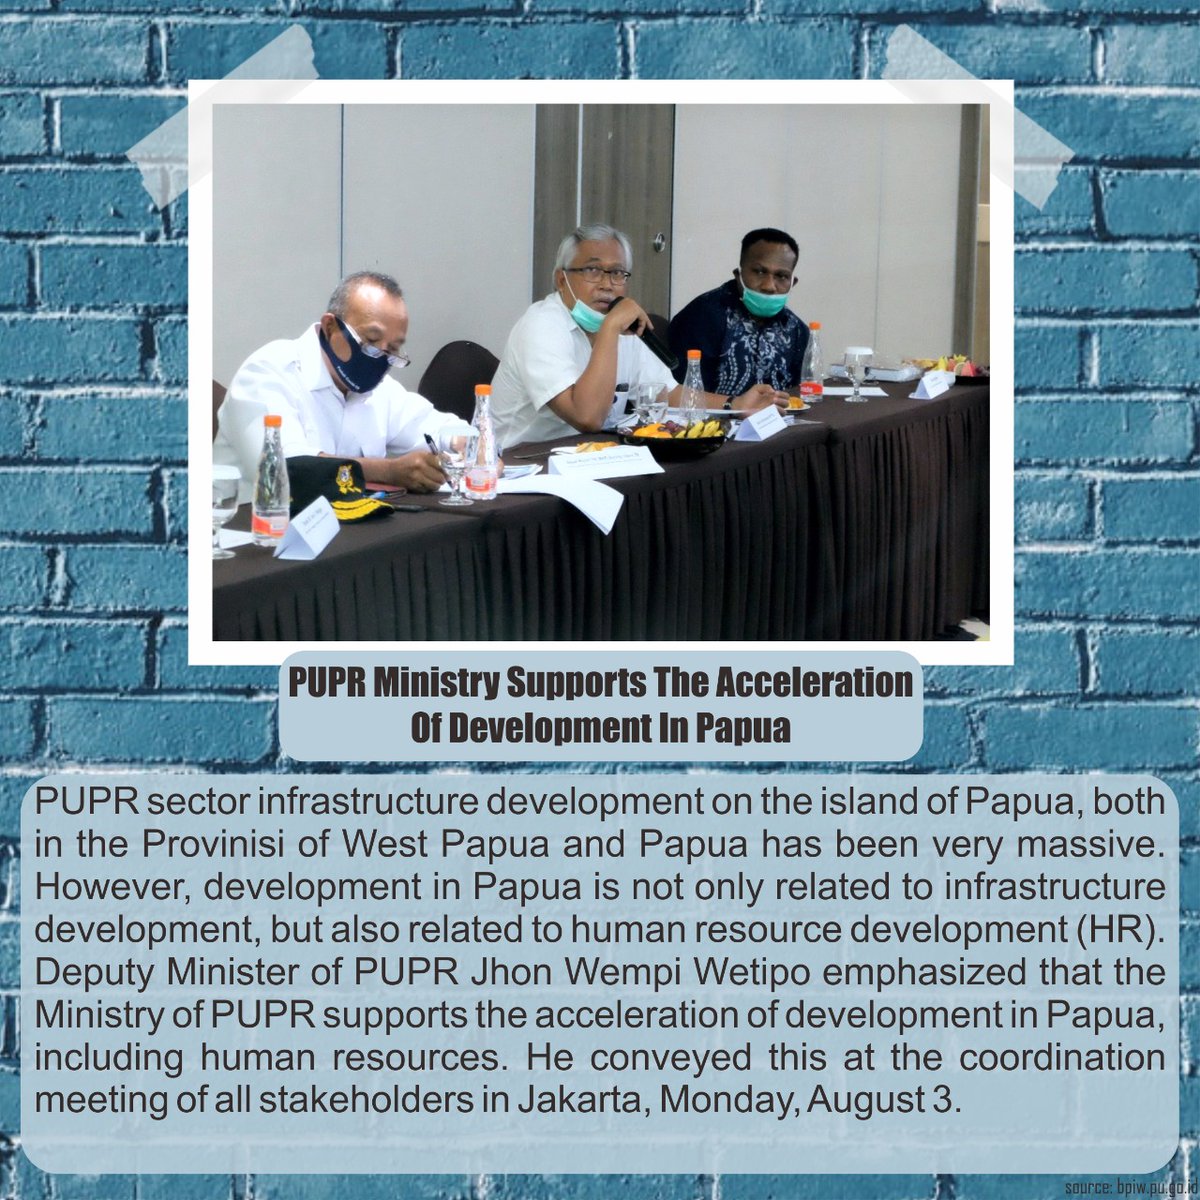 PUPR Ministry Supports The Acceleration
Of Development In Papua
PUPR sector infrastructure development on the island of Papua, both
in the Provinisi of West Papua and Papua has been very massive.
However, development in Papua is not only related to infrastructure
development, but also related to human resource development (HR).
Deputy Minister of PUPR Jhon Wempi Wetipo emphasized that the
Ministry of PUPR supports the acceleration of development in Papua,
including human resources. He conveyed this at the coordination
meeting of all stakeholders in Jakarta, Monday, August 3.
source: bpiw.pu.go.id